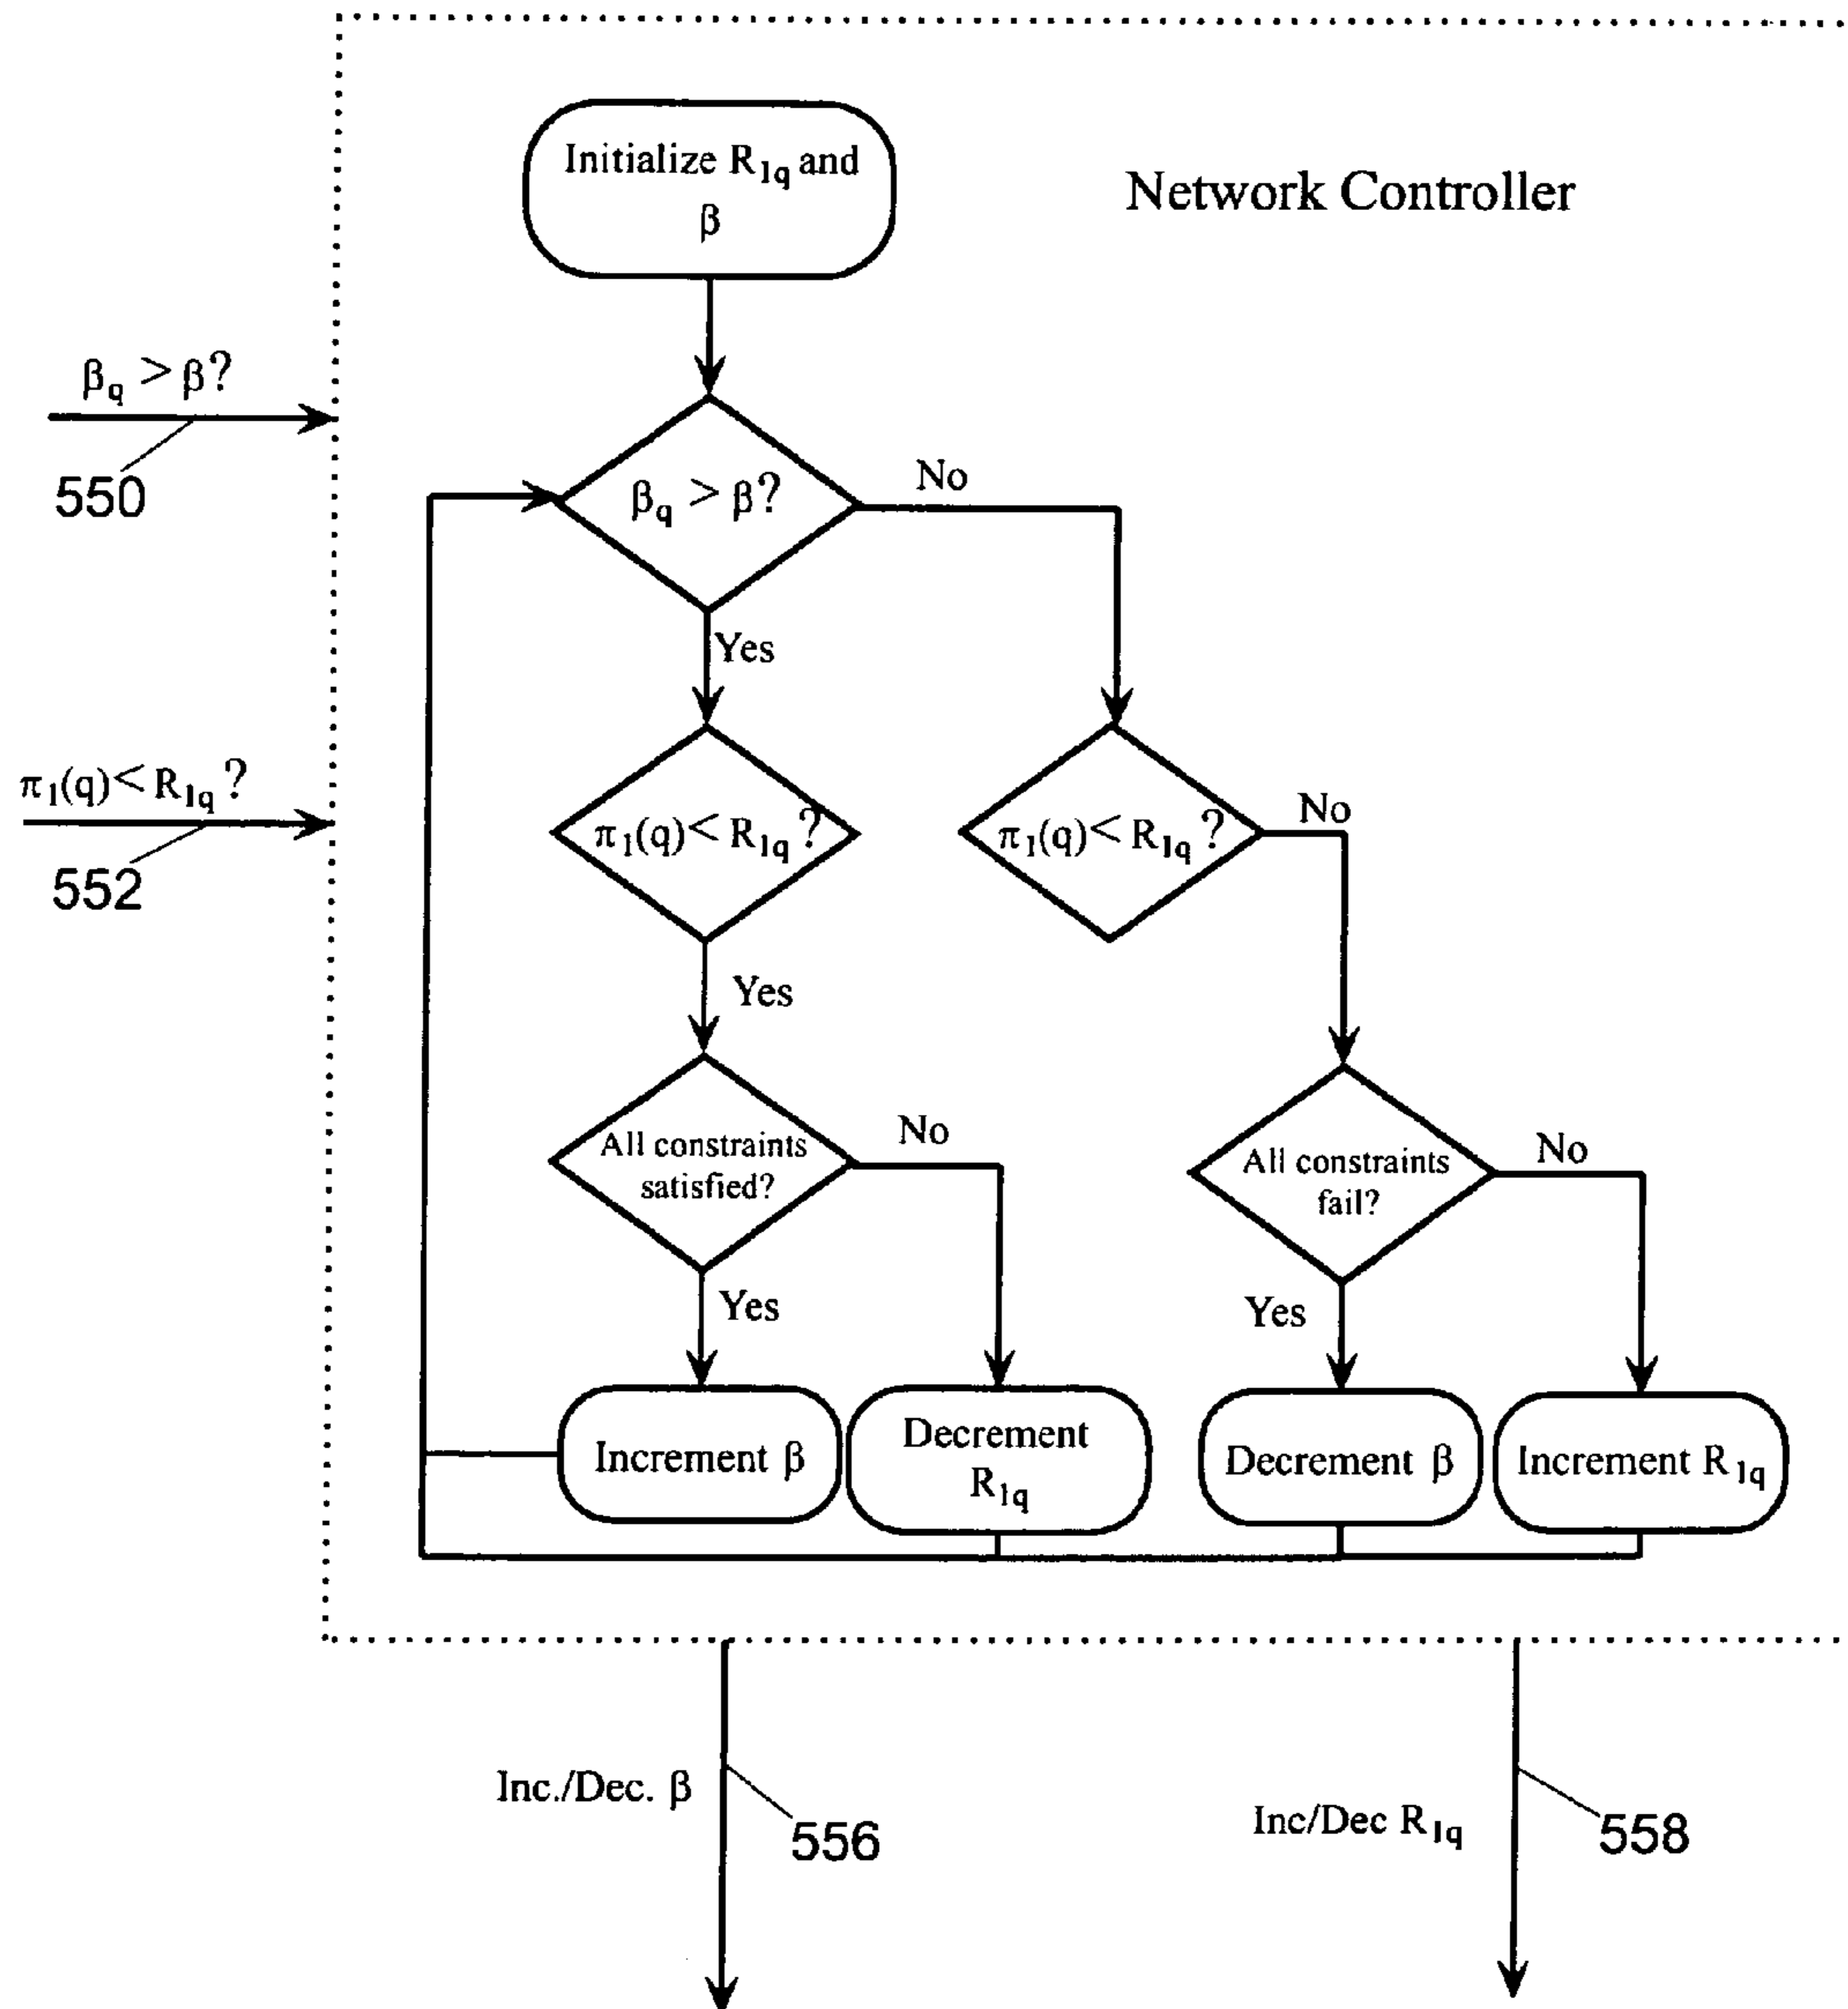 Initialize R1q and
β
Network Controller
βq > β?
550
βq > β?
No
Yes
π1(q)< R1q ?
552
π1(q)< R1q ?
π1(q)< R1q ?
No
Yes
All constraints
satisfied?
No
All constraints
fail?
No
Yes
Yes
Increment β
Decrement
R1q
Decrement β
Increment R1q
Inc./Dec. β
556
Inc/Dec R1q
558